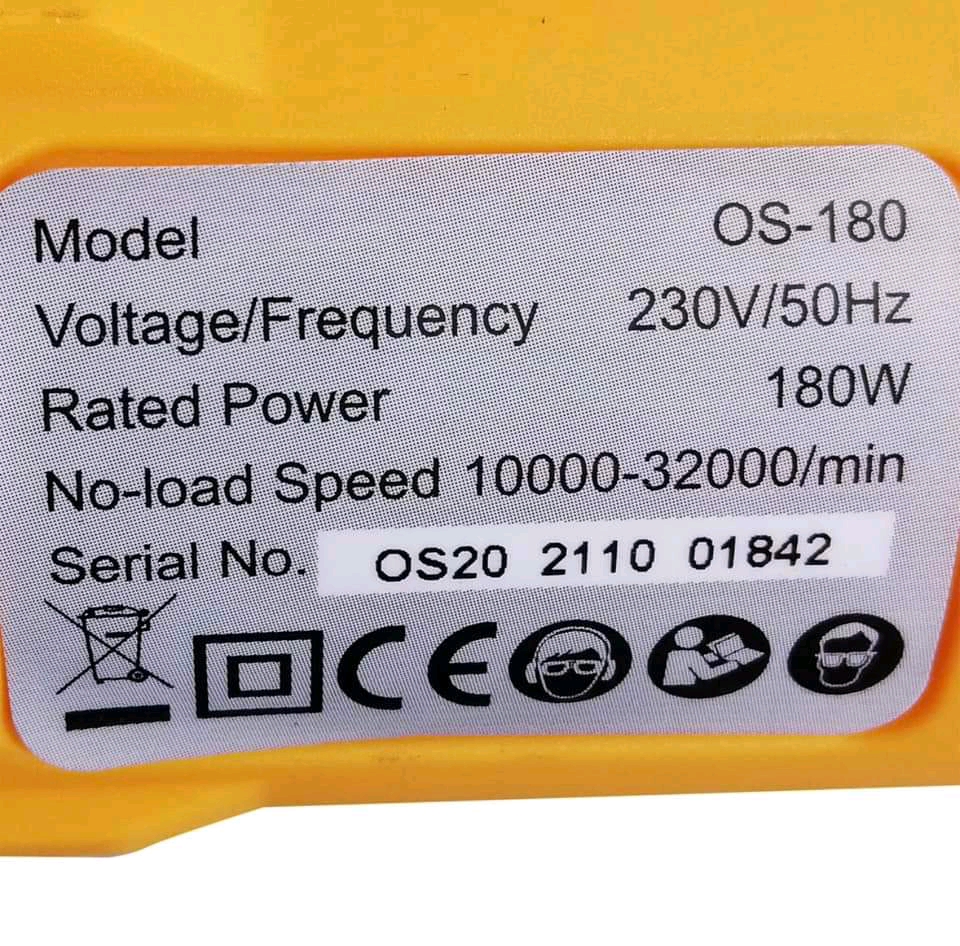 Model OS-180
Voltage/Frequency 230V/50Hz
Rated Power 180W
No-load Speed 10000-32000/min
Serial No. OS20 2110 01842
CE